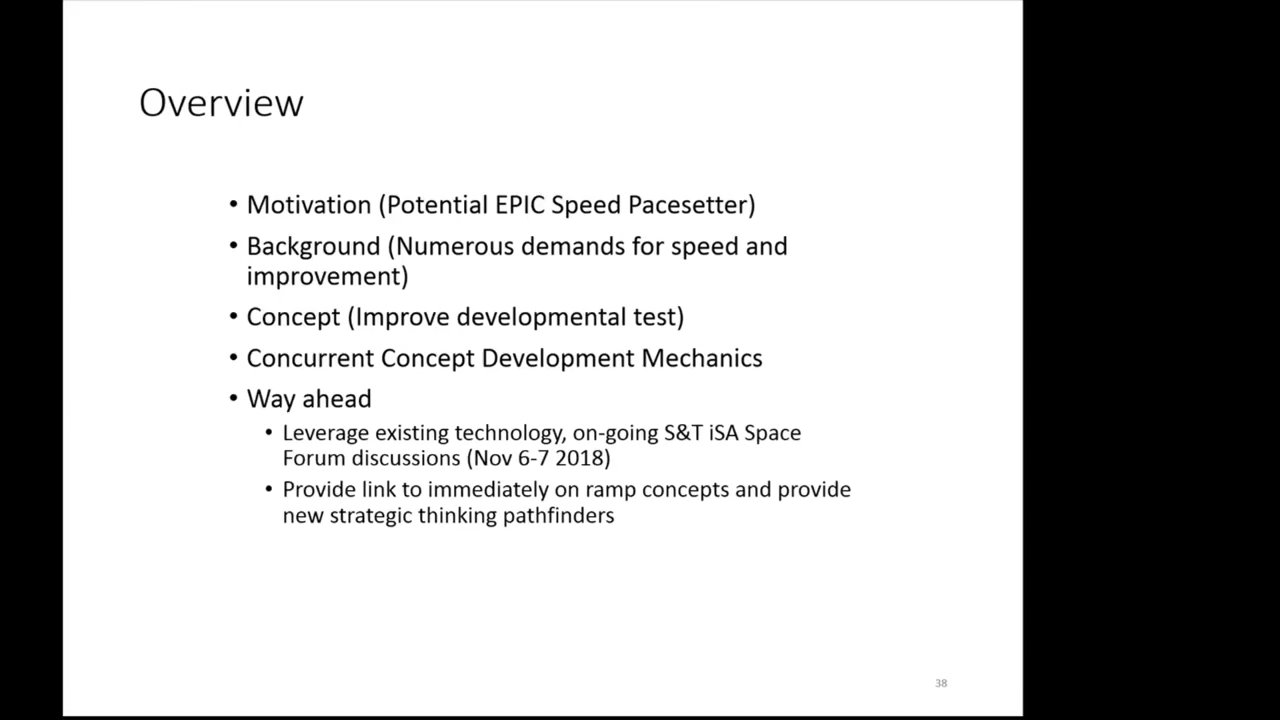 Overview
• Motivation (Potential EPIC Speed Pacesetter)
• Background (Numerous demands for speed and
improvement)
• Concept (Improve developmental test)
• Concurrent Concept Development Mechanics
• Way ahead
• Leverage existing technology, on-going S&T iSA Space
Forum discussions (Nov 6-7 2018)
• Provide link to immediately on ramp concepts and provide
new strategic thinking pathfinders
38